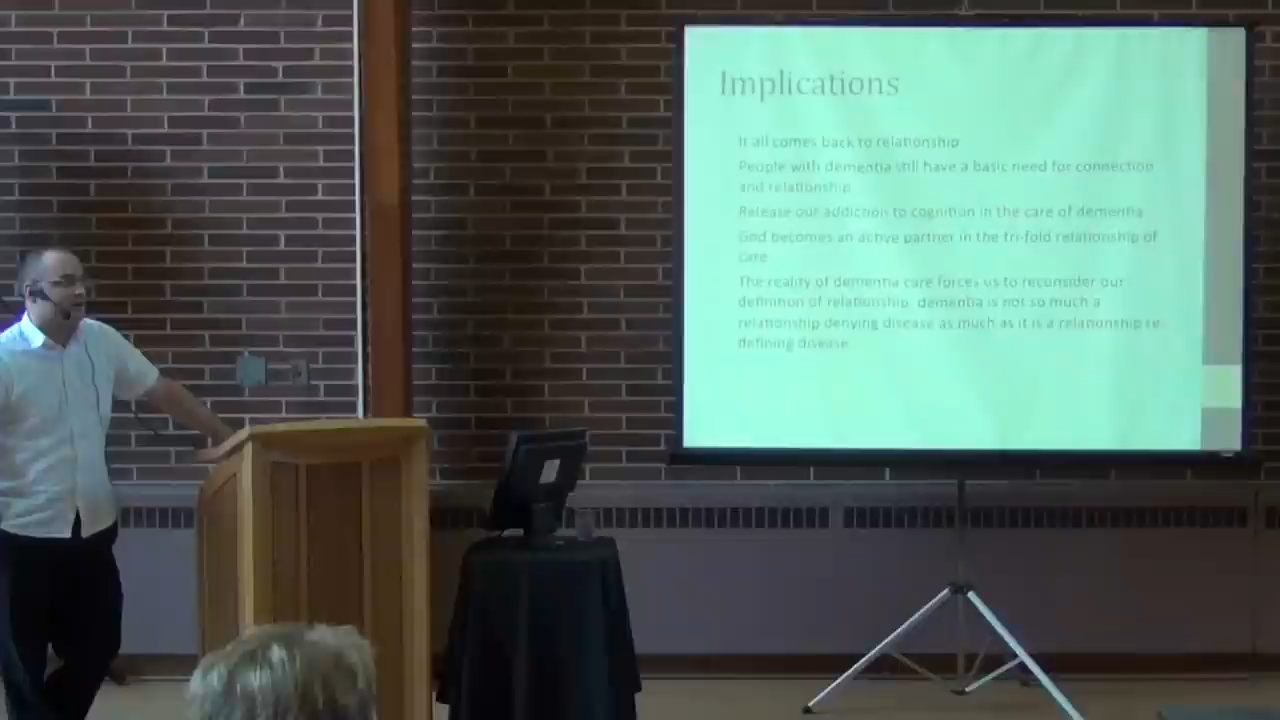 Implications
It all comes back to relationship
People with dementia still have a basic need for connection
and relationship
Release our addiction to cognition in the care of dementia
God becomes an active partner in the tri-fold relationship of
care
The reality of dementia care forces us to reconsider our
definition of relationship. dementia is not so much a
relationship denying disease as much as it is a relationship re-
defining disease